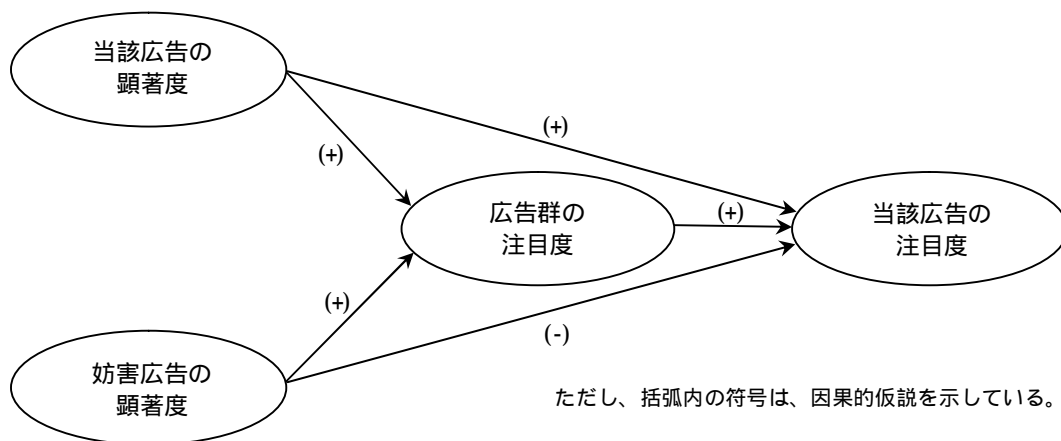 当該広告の
顕著度
(+)
(+)
広告群の
注目度
(+)
当該広告の
注目度
(+)
(-)
妨害広告の
顕著度
ただし、括弧内の符号は、因果的仮説を示している。